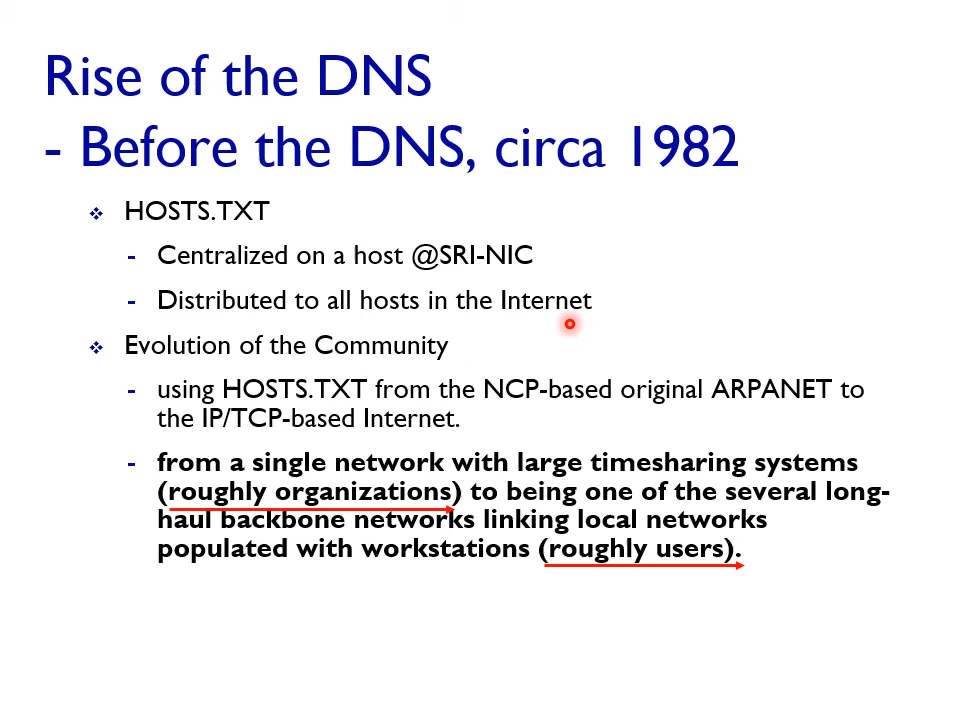 Rise of the DNS
- Before the DNS, circa 1982
❖ HOSTS.TXT
- Centralized on a host @SRI-NIC
- Distributed to all hosts in the Internet
❖ Evolution of the Community
- using HOSTS.TXT from the NCP-based original ARPANET to
the IP/TCP-based Internet.
- from a single network with large timesharing systems
(roughly organizations) to being one of the several long-
haul backbone networks linking local networks
populated with workstations (roughly users).